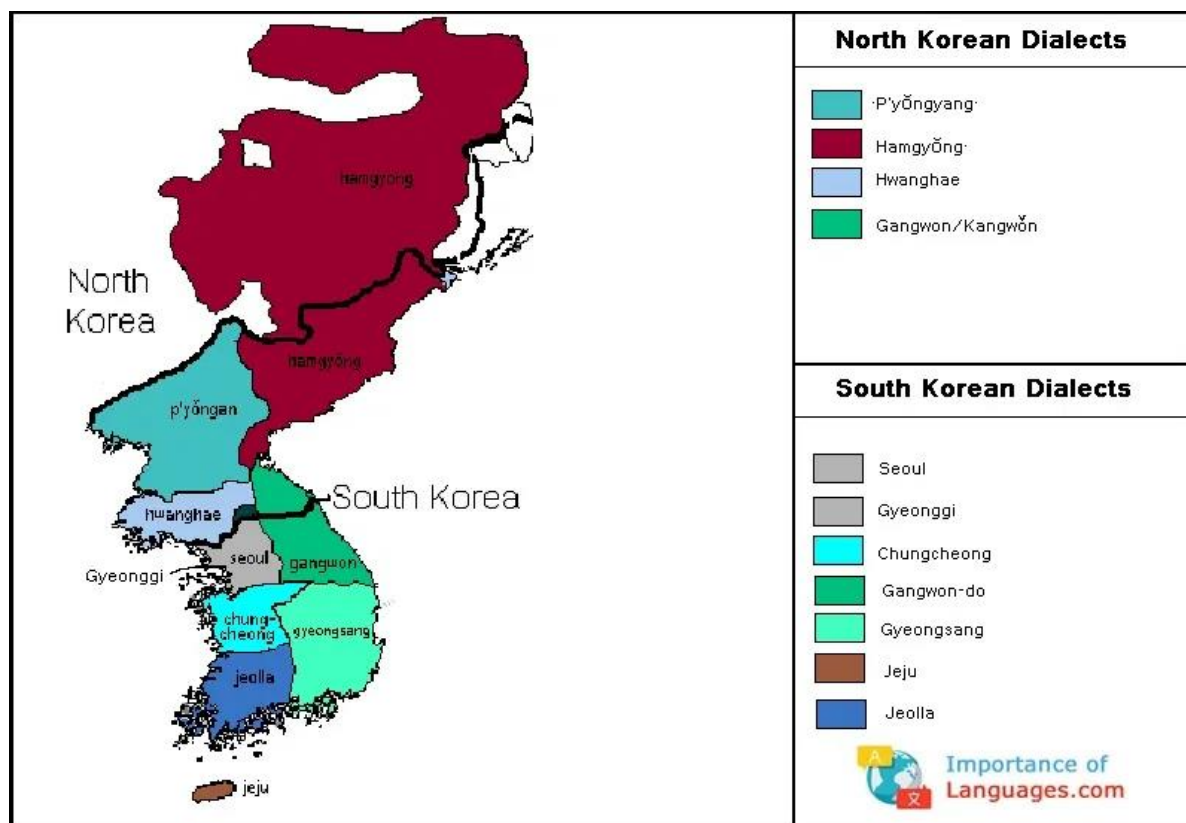 hamgyong
North
Korea
hamgyŏng
p'yŏngan
South Korea
hwanghae
seoul
gangwon
Gyeonggi
chung-
cheong
gyeongsang
jeolla
jeju
North Korean Dialects
·P'yŎngyang·
HamgyŎng·
Hwanghae
Gangwon/Kangwŏn
South Korean Dialects
Seoul
Gyeonggi
Chungcheong
Gangwon-do
Gyeongsang
Jeju
Jeolla
A
文
Importance of
Languages.com